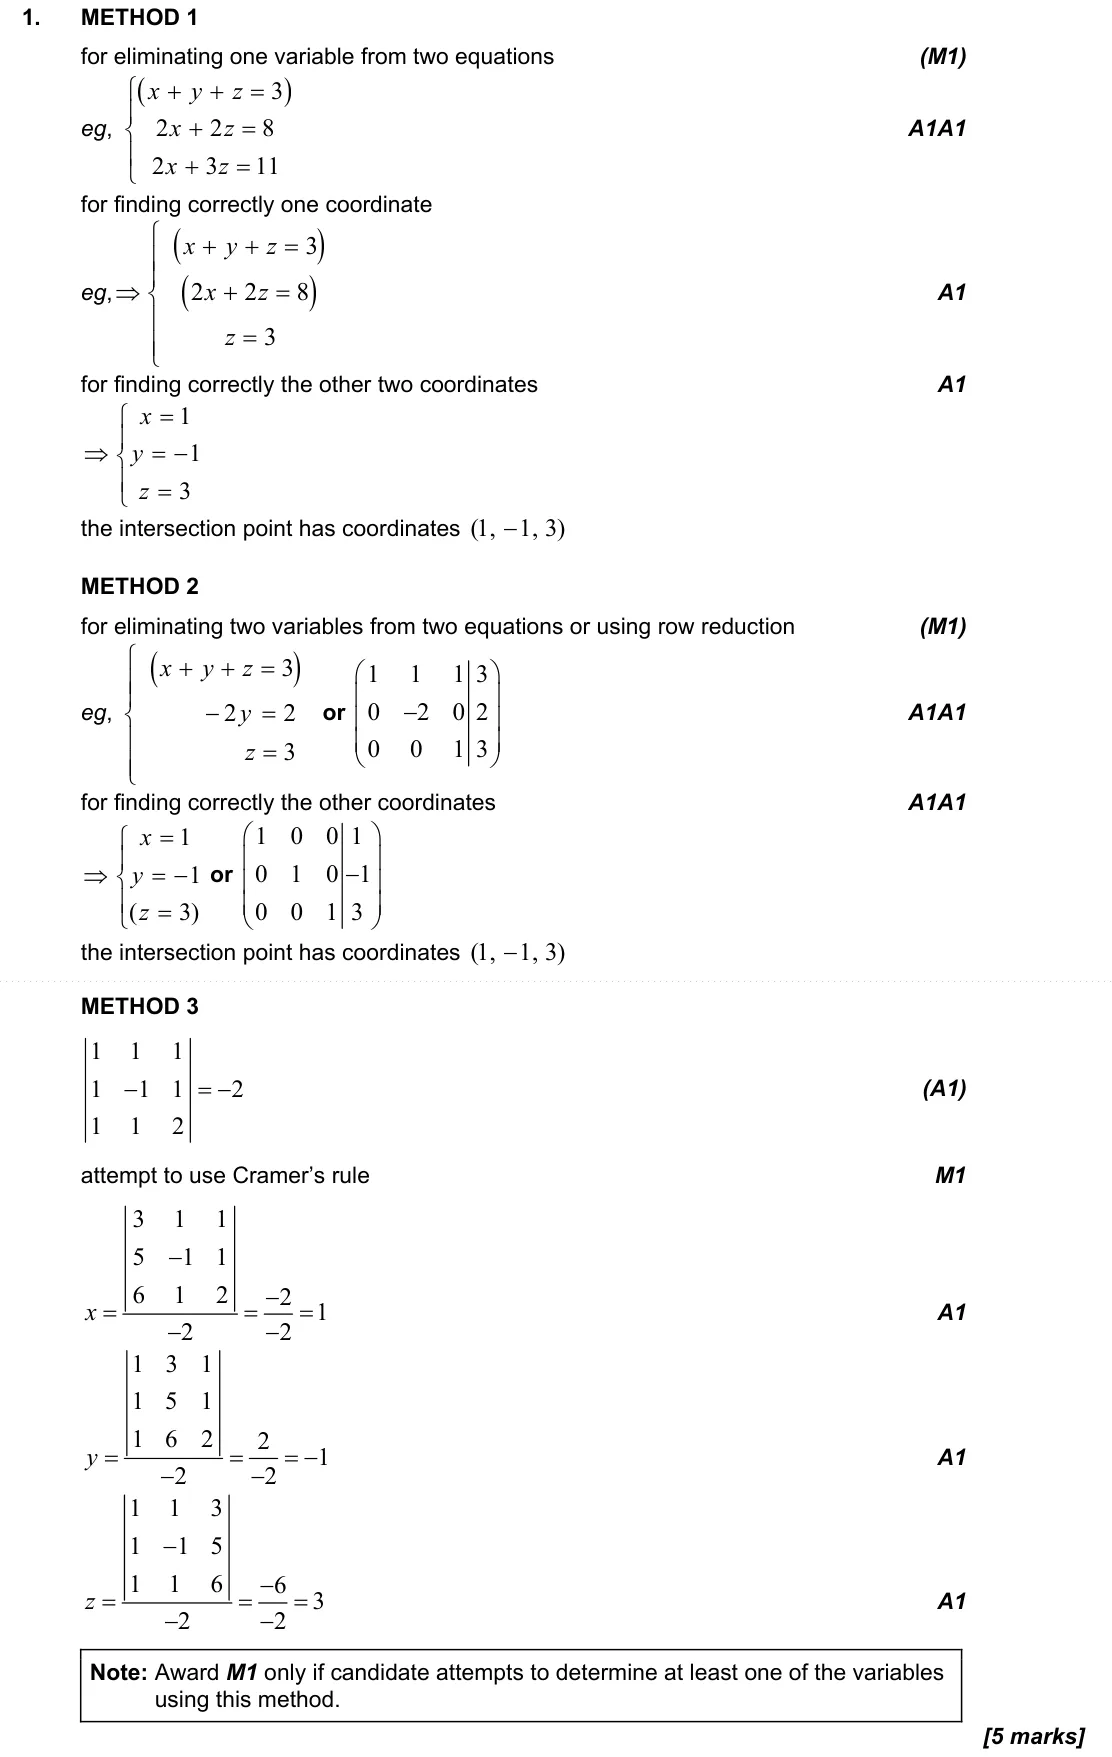 1. METHOD 1
for eliminating one variable from two equations (M1)
(x + y + z = 3)
eg, 2x + 2z = 8 A1A1
2x + 3z = 11
for finding correctly one coordinate
(x + y + z = 3)
eg, ⇒ { (2x + 2z = 8) A1
z = 3
for finding correctly the other two coordinates A1
x = 1
⇒ { y = −1
z = 3
the intersection point has coordinates (1, −1, 3)
METHOD 2
for eliminating two variables from two equations or using row reduction (M1)
(x + y + z = 3) 1 1 1 | 3
eg, { − 2y = 2 or 0 −2 0 | 2 A1A1
z = 3 0 0 1 | 3
for finding correctly the other coordinates A1A1
x = 1 1 0 0 | 1
⇒ { y = −1 or 0 1 0 | −1
(z = 3) 0 0 1 | 3
the intersection point has coordinates (1, −1, 3)
METHOD 3
1 1 1
1 −1 1 = −2 (A1)
1 1 2
attempt to use Cramer’s rule M1
3 1 1
5 −1 1
6 1 2
x = = −2/−2 = 1 A1
−2
1 3 1
1 5 1
1 6 2
y = = 2/−2 = −1 A1
−2
1 1 3
1 −1 5
1 1 6
z = = −6/−2 = 3 A1
−2
Note: Award M1 only if candidate attempts to determine at least one of the variables
using this method.
[5 marks]